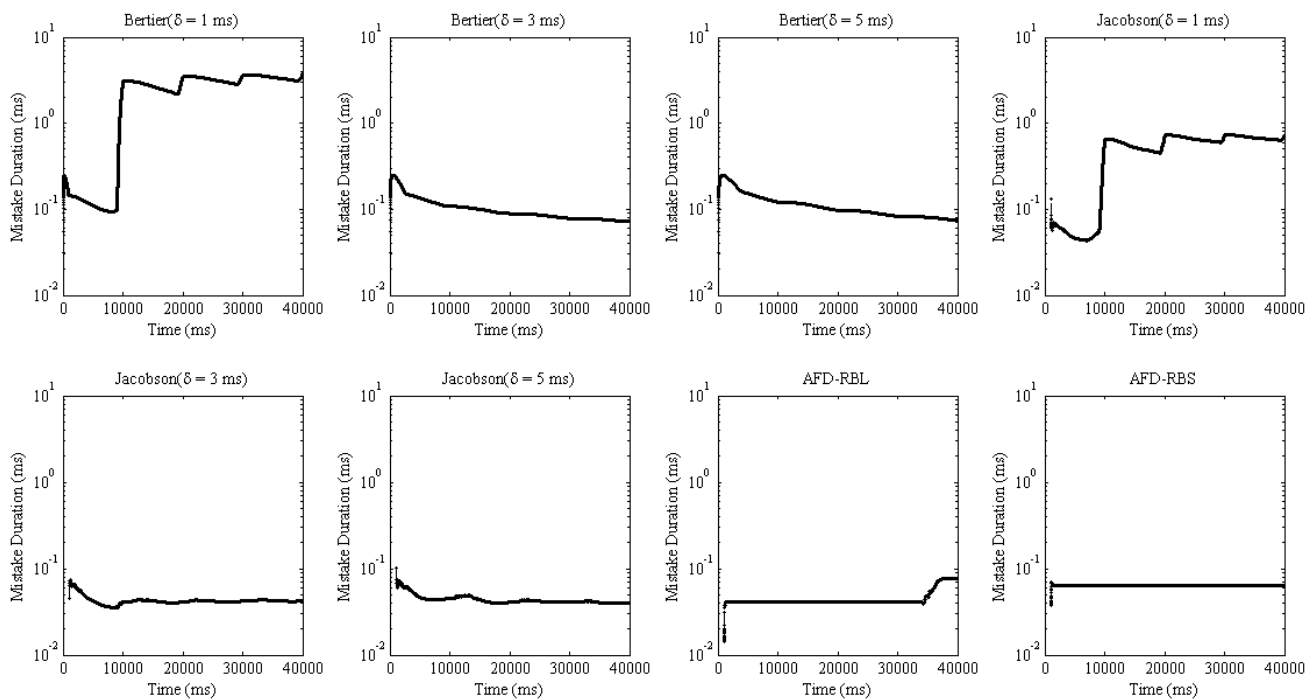 Bertier(δ = 1 ms)
Mistake Duration (ms)
10¹
10⁰
10⁻¹
10⁻²
0 10000 20000 30000 40000
Time (ms)
Bertier(δ = 3 ms)
Mistake Duration (ms)
10¹
10⁰
10⁻¹
10⁻²
0 10000 20000 30000 40000
Time (ms)
Bertier(δ = 5 ms)
Mistake Duration (ms)
10¹
10⁰
10⁻¹
10⁻²
0 10000 20000 30000 40000
Time (ms)
Jacobson(δ = 1 ms)
Mistake Duration (ms)
10¹
10⁰
10⁻¹
10⁻²
0 10000 20000 30000 40000
Time (ms)
Jacobson(δ = 3 ms)
Mistake Duration (ms)
10¹
10⁰
10⁻¹
10⁻²
0 10000 20000 30000 40000
Time (ms)
Jacobson(δ = 5 ms)
Mistake Duration (ms)
10¹
10⁰
10⁻¹
10⁻²
0 10000 20000 30000 40000
Time (ms)
AFD-RBL
Mistake Duration (ms)
10¹
10⁰
10⁻¹
10⁻²
0 10000 20000 30000 40000
Time (ms)
AFD-RBS
Mistake Duration (ms)
10¹
10⁰
10⁻¹
10⁻²
0 10000 20000 30000 40000
Time (ms)